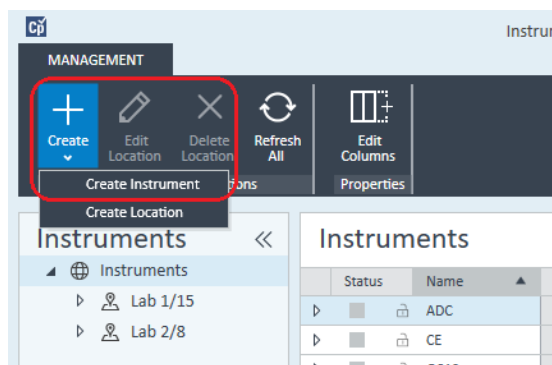 Cp
Instru
MANAGEMENT
Create Edit Location Delete Location Refresh All Edit Columns
Create Instrument ons Properties
Create Location
Instruments
Instruments
Lab 1/15
Lab 2/8
Instruments
Status Name
ADC
CE